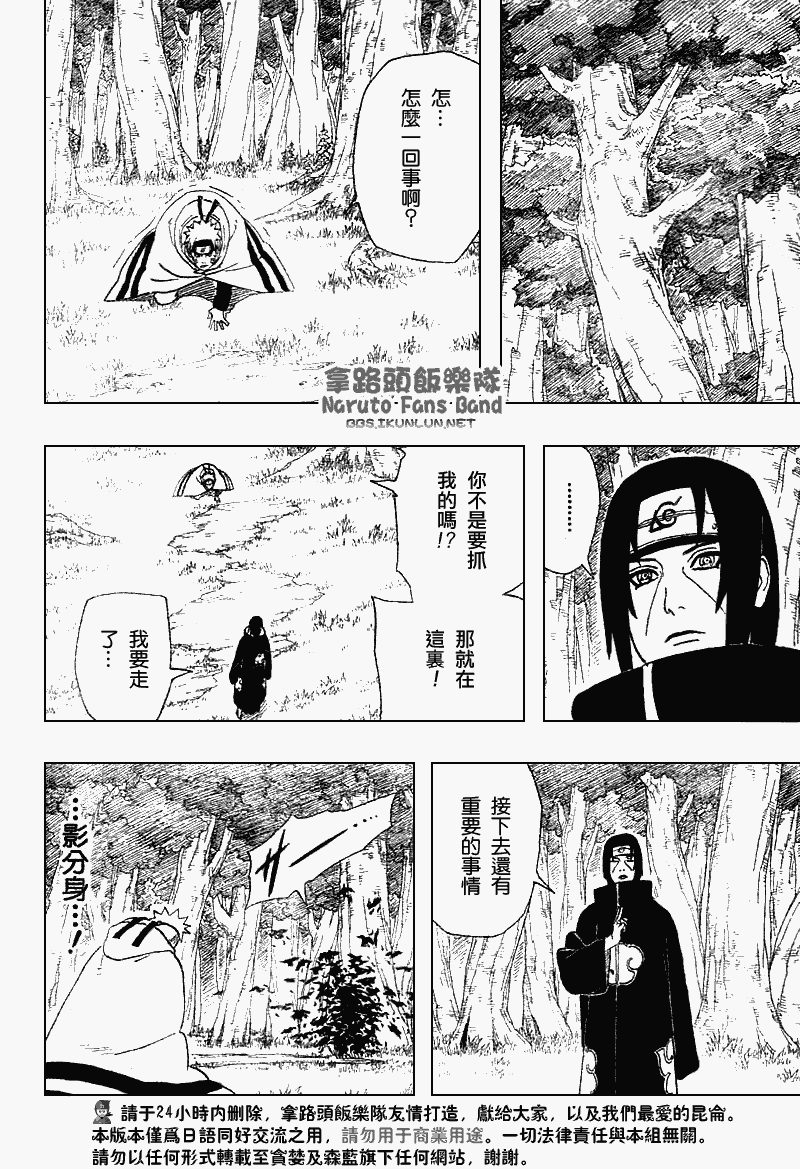 怎…
怎麼一回事啊?
拿路頭飯樂隊
Naruto Fans Band
BBS.IKUNLUN.NET
………
你不是要抓
我的嗎!?
那就在
這裏!
我要走
了…
接下去還有
重要的事情
ザザ…
…影分身…!
請于24小時内删除，拿路頭飯樂隊友情打造，獻給大家，以及我們最愛的昆侖。
本版本僅爲日語同好交流之用，請勿用于商業用途。一切法律責任與本組無關。
請勿以任何形式轉載至貪婪及森藍旗下任何網站，謝謝。